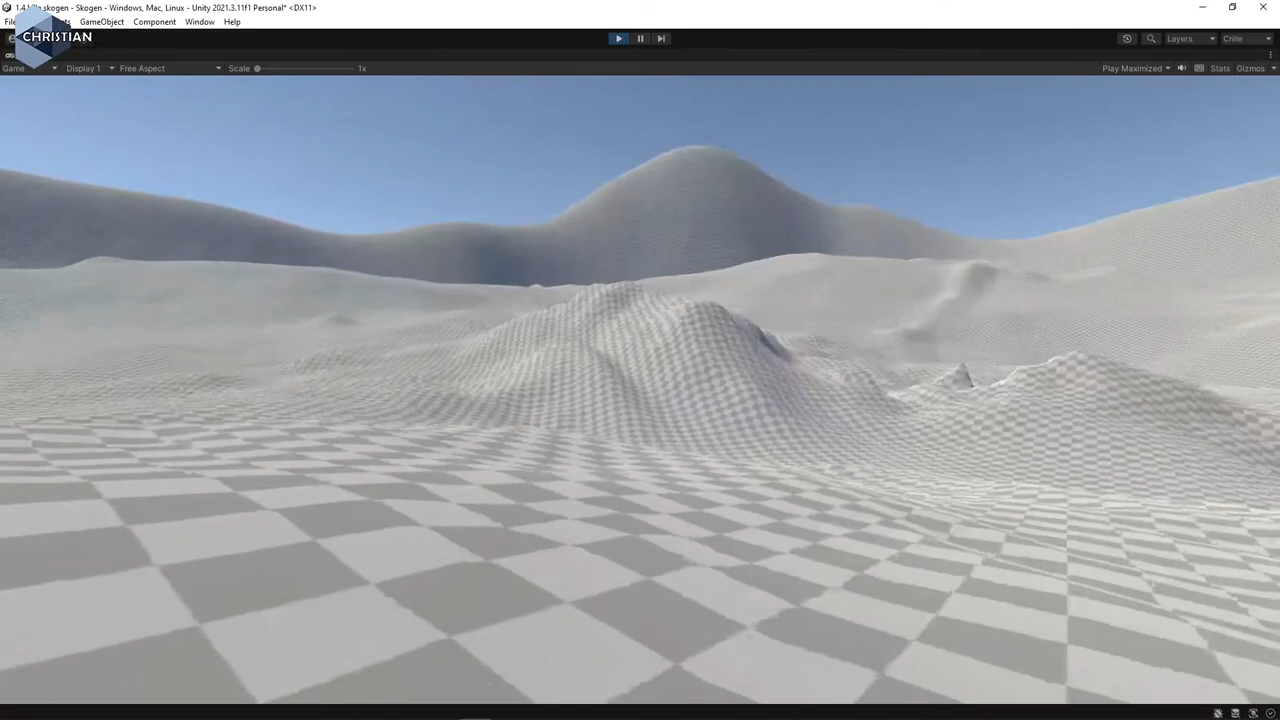 1.4 skogen - Skogen - Windows, Mac, Linux - Unity 2021.3.11f1 Personal* <DX11>
GameObject Component Window Help
CHRISTIAN
Layers Crille
Game Display 1 Free Aspect Scale 1x Play Maximized Stats Gizmos